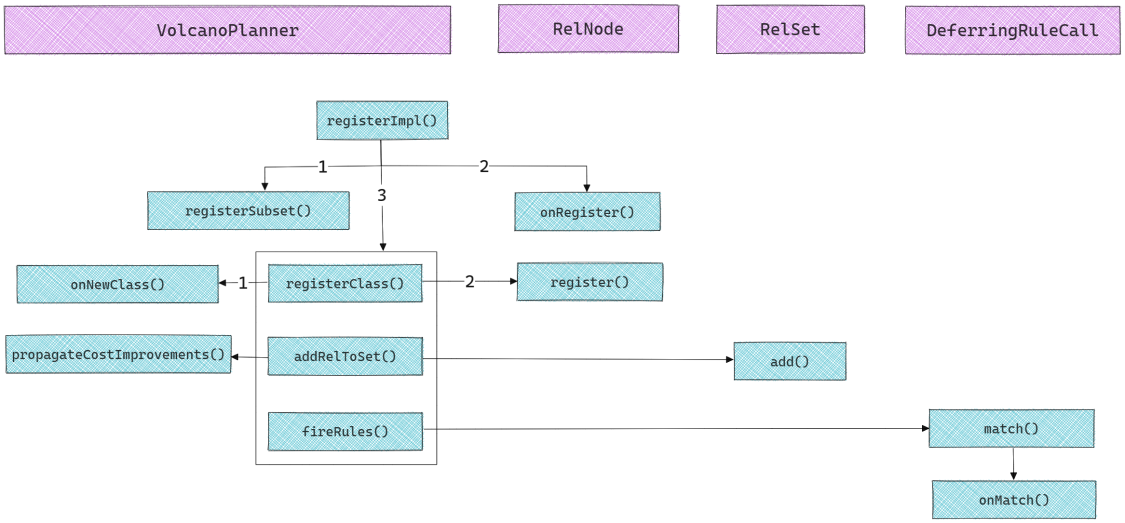 VolcanoPlanner
RelNode
RelSet
DeferringRuleCall
registerImpl()
1
2
3
registerSubset()
onRegister()
onNewClass()
1
registerClass()
2
register()
propagateCostImprovements()
addRelToSet()
add()
fireRules()
match()
onMatch()